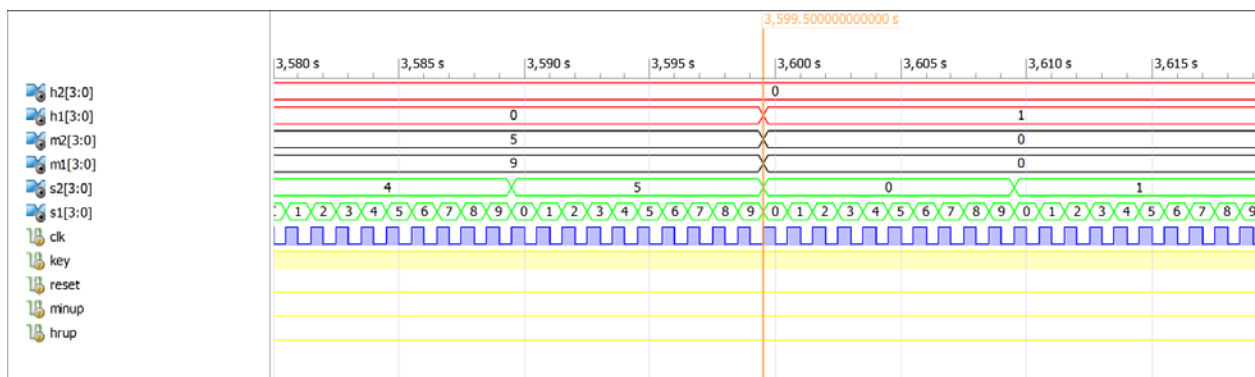 3,599.500000000000 s
3,580 s 3,585 s 3,590 s 3,595 s 3,600 s 3,605 s 3,610 s 3,615 s
h2[3:0] 0
h1[3:0] 0 1
m2[3:0] 5 0
m1[3:0] 9 0
s2[3:0] 4 5 0 1
s1[3:0] 1 2 3 4 5 6 7 8 9 0 1 2 3 4 5 6 7 8 9 0 1 2 3 4 5 6 7 8 9 0 1 2 3 4 5 6 7 8 9
clk
key
reset
minup
hrup